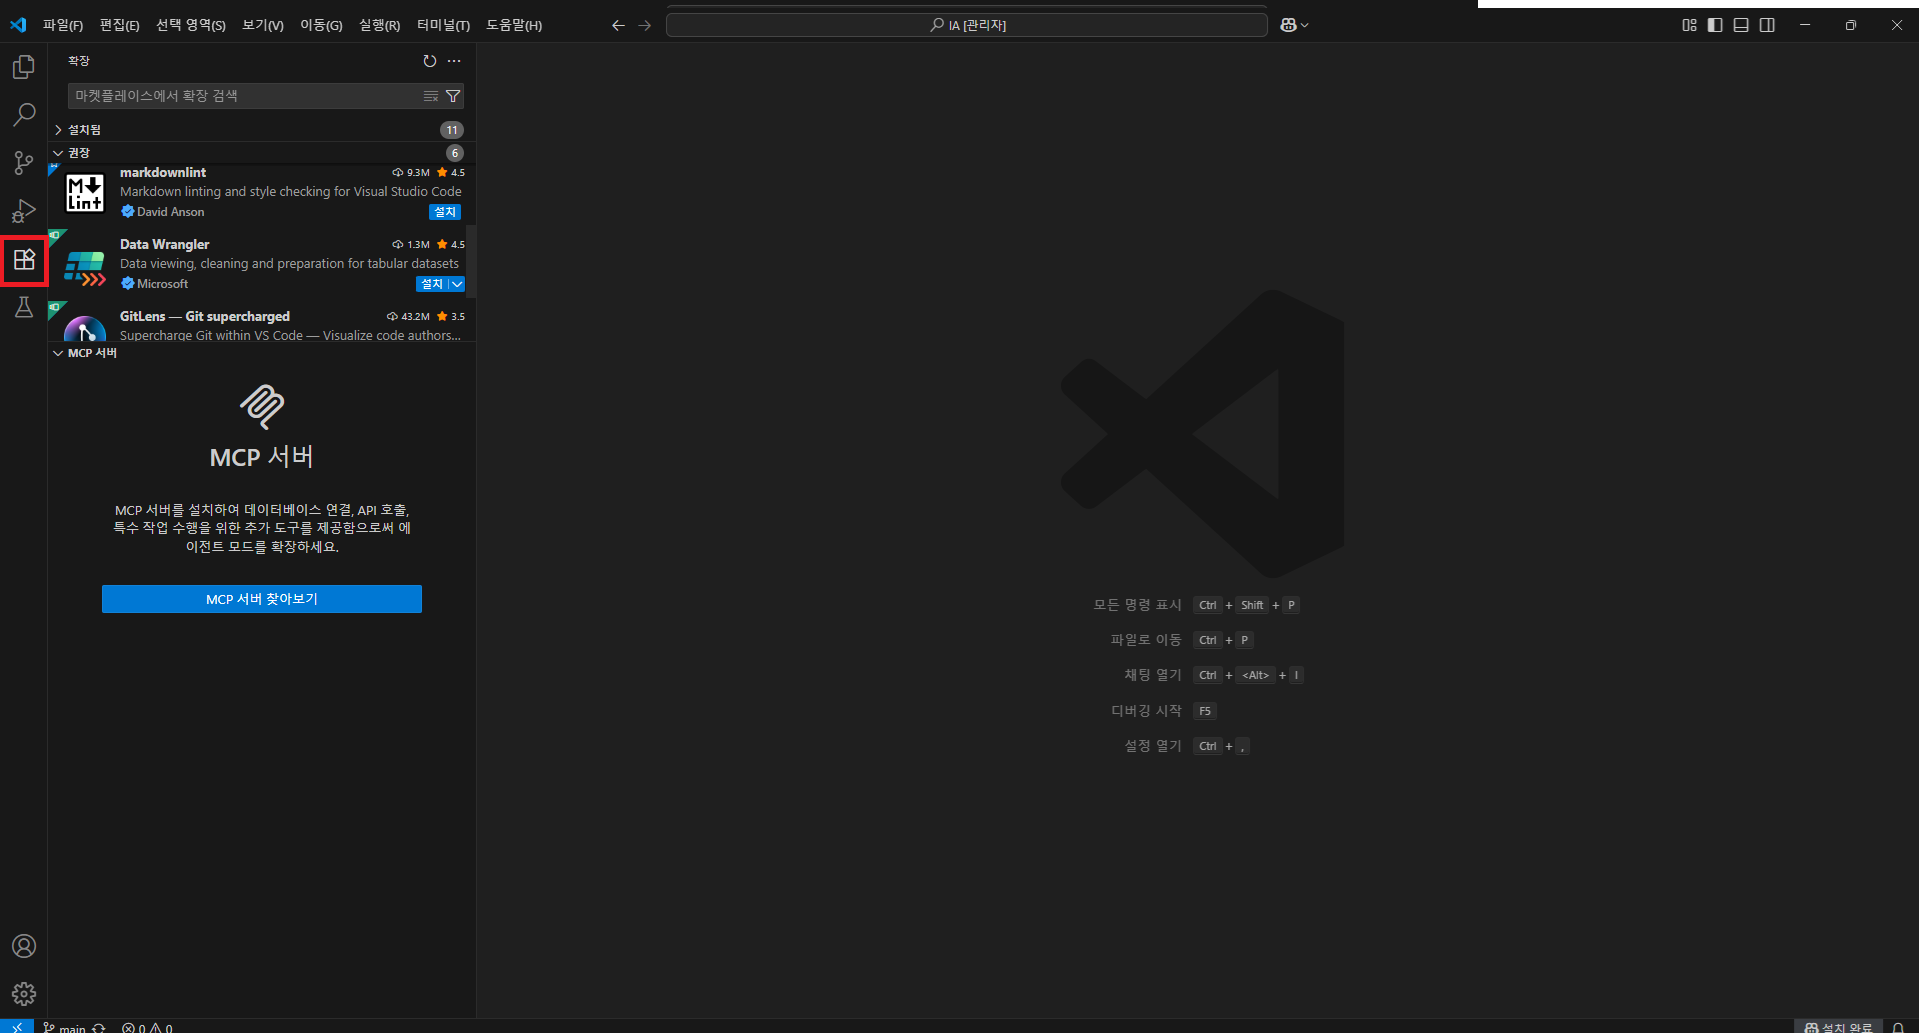 파일(F) 편집(E) 선택 영역(S) 보기(V) 이동(G) 실행(R) 터미널(T) 도움말(H)
IA [관리자]
확장
마켓플레이스에서 확장 검색
설치됨 11
권장 6
markdownlint 9.3M 4.5
Markdown linting and style checking for Visual Studio Code
David Anson 설치
Data Wrangler 1.3M 4.5
Data viewing, cleaning and preparation for tabular datasets
Microsoft 설치
GitLens — Git supercharged 43.2M 3.5
Supercharge Git within VS Code — Visualize code authors...
MCP 서버
MCP 서버
MCP 서버를 설치하여 데이터베이스 연결, API 호출,
특수 작업 수행을 위한 추가 도구를 제공함으로써 에
이전트 모드를 확장하세요.
MCP 서버 찾아보기
모든 명령 표시 Ctrl + Shift + P
파일로 이동 Ctrl + P
채팅 열기 Ctrl + <Alt> + I
디버깅 시작 F5
설정 열기 Ctrl + ,
main 0 0
설치 완료